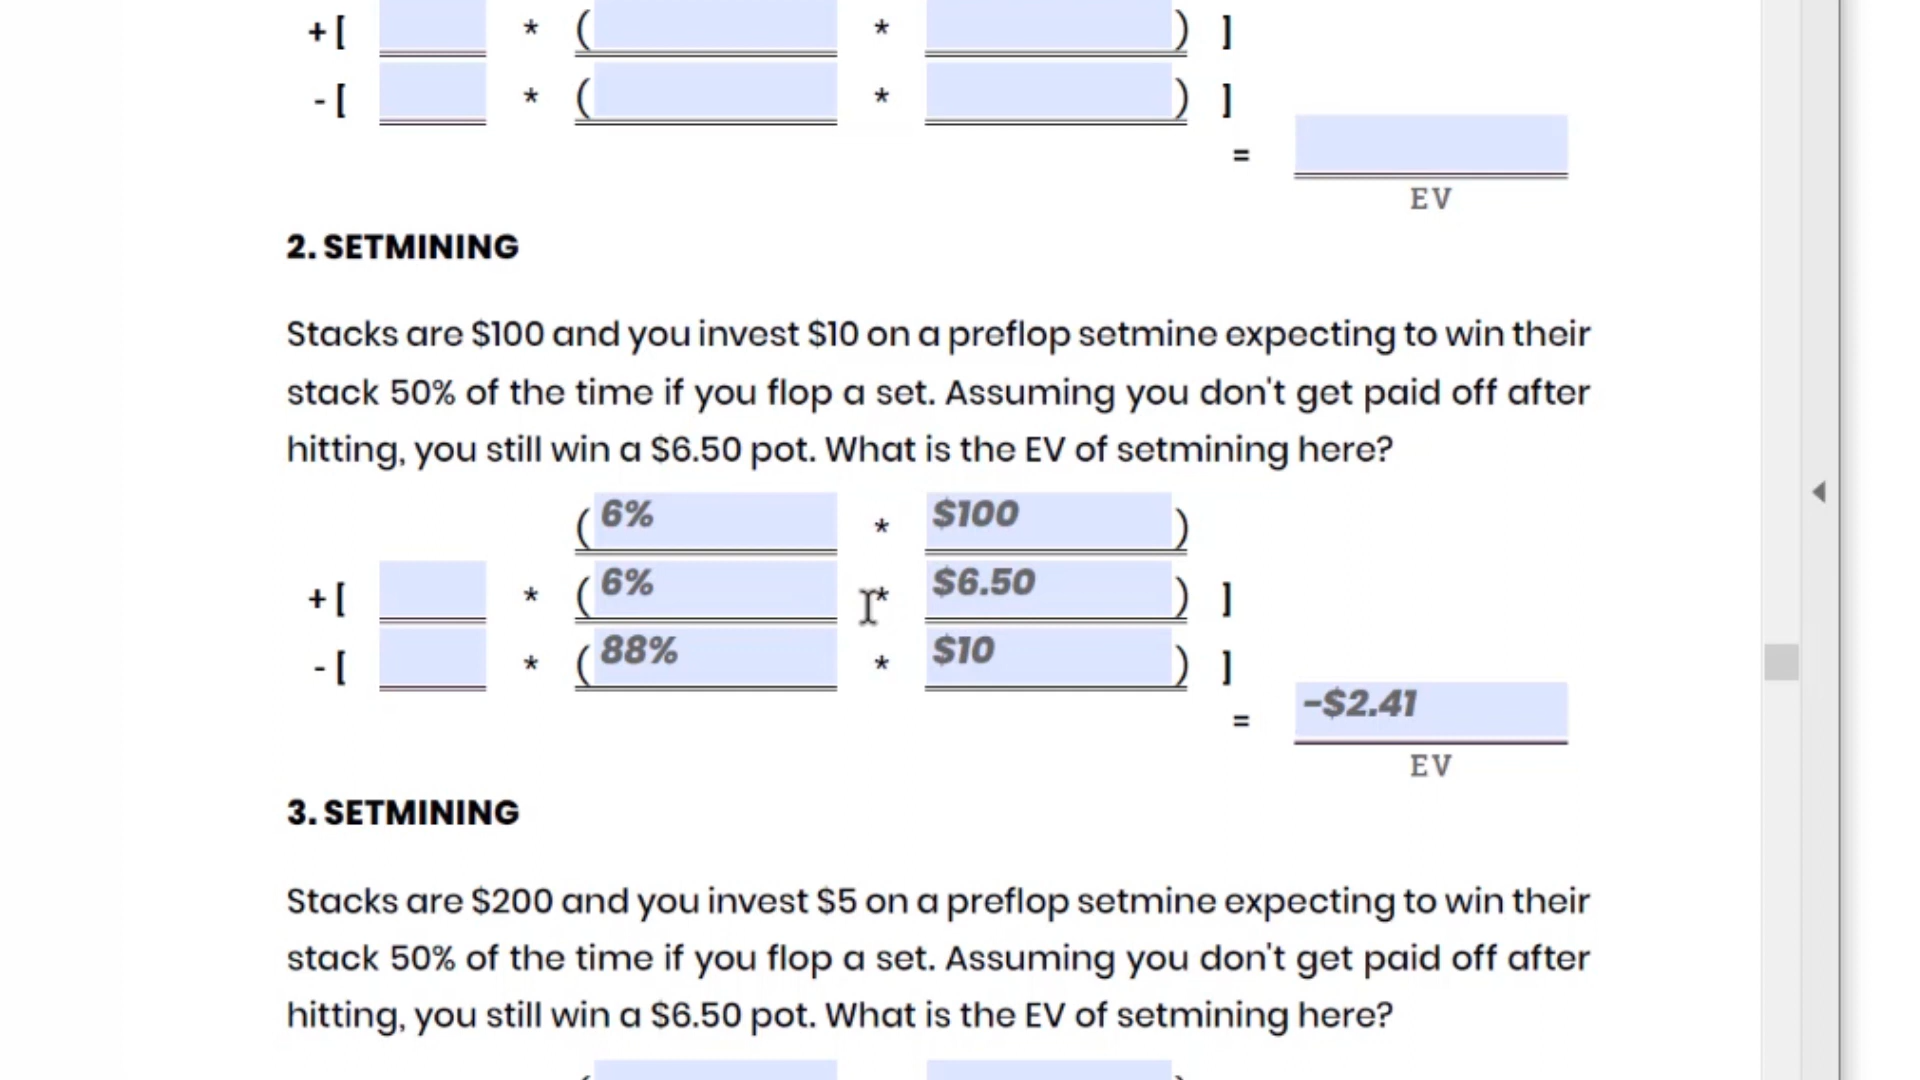 +[ * ( * ) ]
-[ * ( * ) ]
=
EV
2. SETMINING
Stacks are $100 and you invest $10 on a preflop setmine expecting to win their
stack 50% of the time if you flop a set. Assuming you don't get paid off after
hitting, you still win a $6.50 pot. What is the EV of setmining here?
( 6% * $100 )
+[ * ( 6% * $6.50 ) ]
-[ * ( 88% * $10 ) ]
= -$2.41
EV
3. SETMINING
Stacks are $200 and you invest $5 on a preflop setmine expecting to win their
stack 50% of the time if you flop a set. Assuming you don't get paid off after
hitting, you still win a $6.50 pot. What is the EV of setmining here?